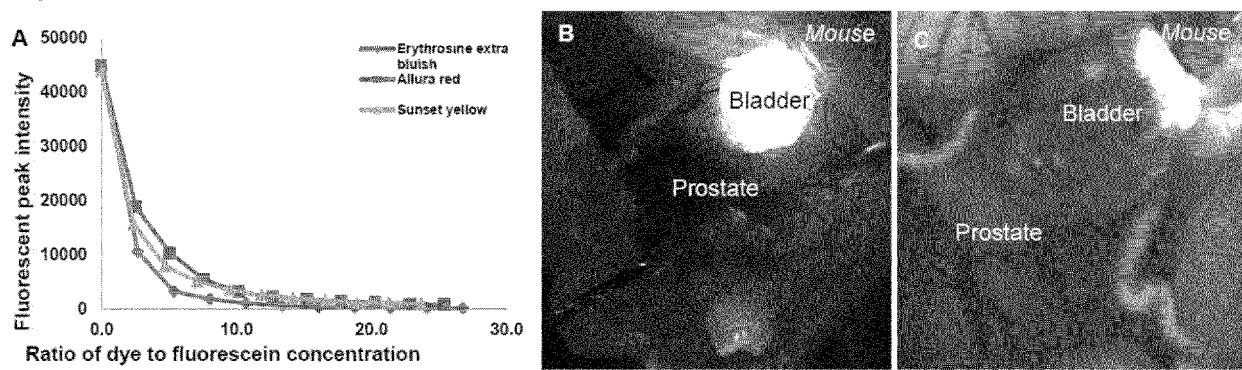 A
50000
40000
30000
20000
10000
0
0.0
10.0
20.0
30.0
Fluorescent peak intensity
Ratio of dye to fluorescein concentration
Erythrosine extra
bluish
Allura red
Sunset yellow
B
Mouse
Bladder
Prostate
C
Mouse
Bladder
Prostate